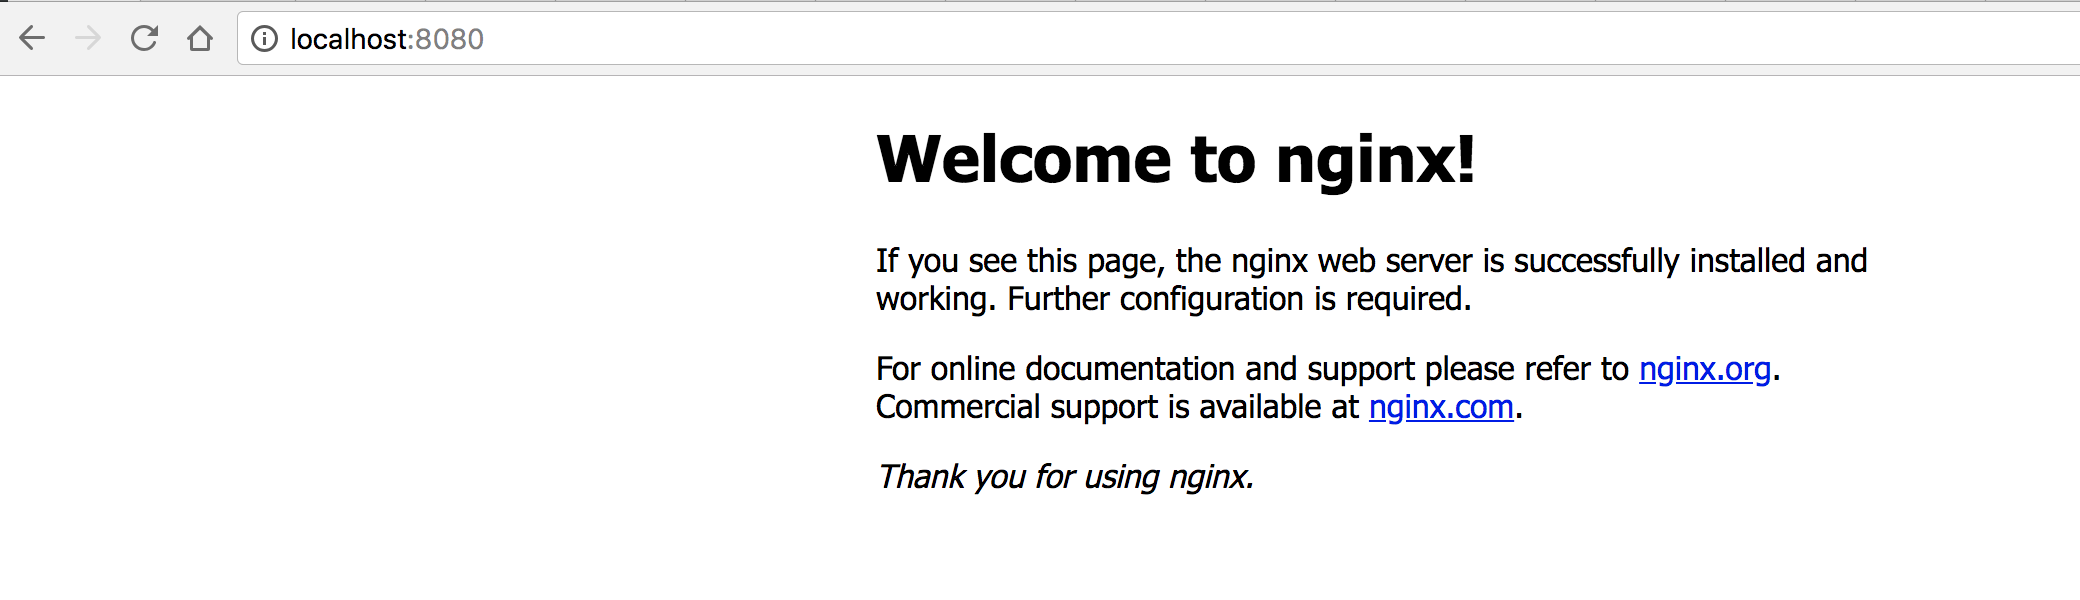 localhost:8080
Welcome to nginx!
If you see this page, the nginx web server is successfully installed and
working. Further configuration is required.
For online documentation and support please refer to nginx.org.
Commercial support is available at nginx.com.
Thank you for using nginx.